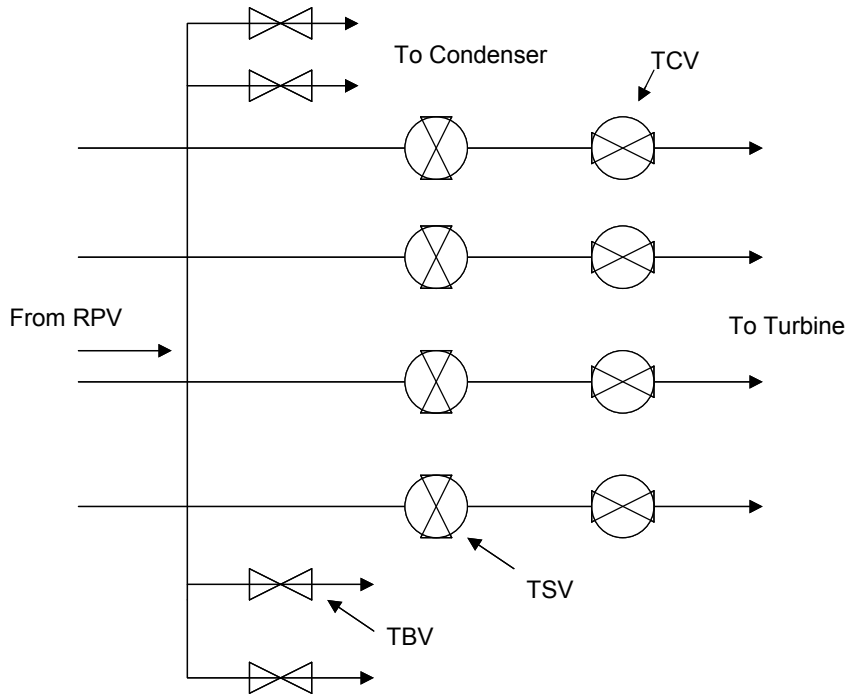 To Condenser
TCV
From RPV
To Turbine
TSV
TBV